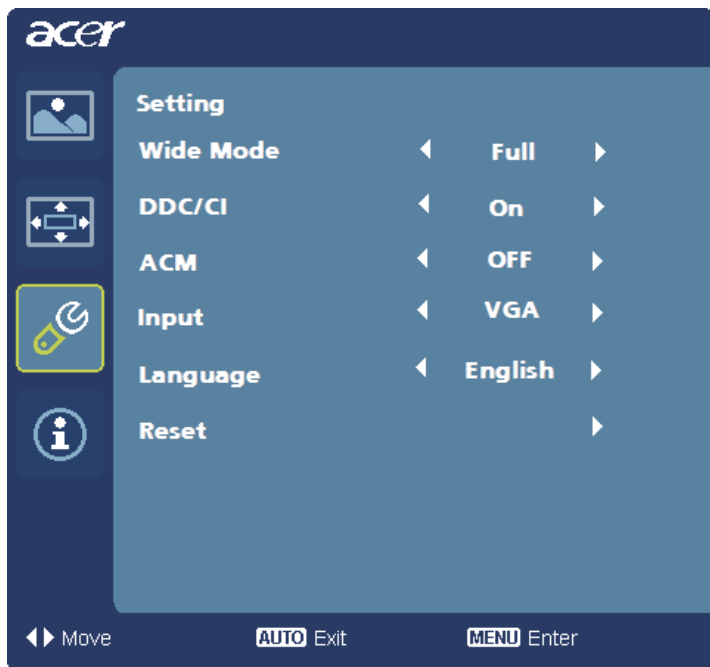 acer
Setting
Wide Mode Full
DDC/CI On
ACM OFF
Input VGA
Language English
Reset
Move AUTO Exit MENU Enter